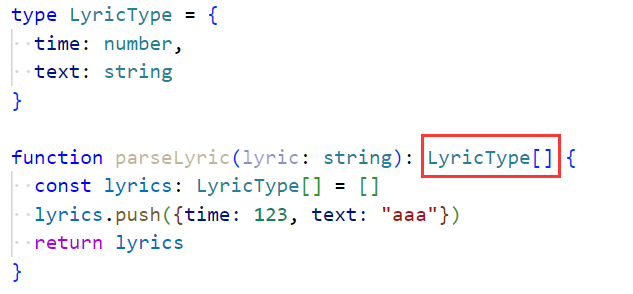 type LyricType = {
  time: number,
  text: string
}
function parseLyric(lyric: string): LyricType[] {
  const lyrics: LyricType[] = []
  lyrics.push({time: 123, text: "aaa"})
  return lyrics
}